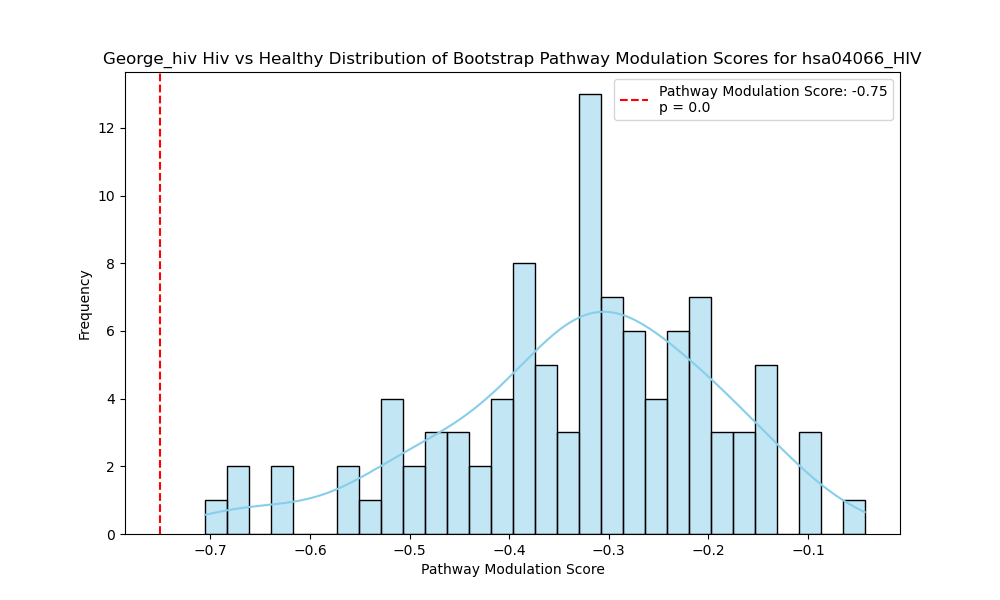 George_hiv Hiv vs Healthy Distribution of Bootstrap Pathway Modulation Scores for hsa04066_HIV
Pathway Modulation Score: -0.75
p = 0.0
Frequency
12
10
8
6
4
2
0
−0.7
−0.6
−0.5
−0.4
−0.3
−0.2
−0.1
Pathway Modulation Score